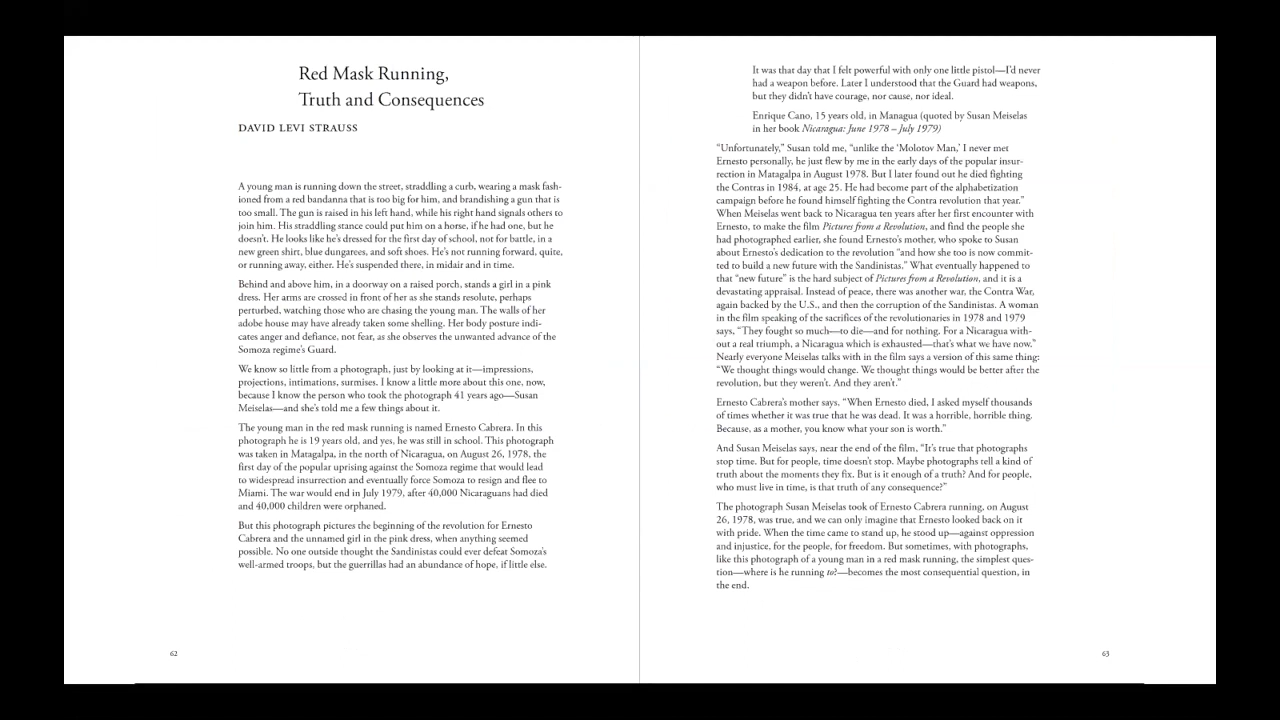 Red Mask Running,
Truth and Consequences
DAVID LEVI STRAUSS
A young man is running down the street, straddling a curb, wearing a mask fash-
ioned from a red bandanna that is too big for him, and brandishing a gun that is
too small. The gun is raised in his left hand, while his right hand signals others to
join him. His straddling stance could put him on a horse, if he had one, but he
doesn't. He looks like he's dressed for the first day of school, not for battle, in a
new green shirt, blue dungarees, and soft shoes. He's not running forward, quite,
or running away, either. He's suspended there, in midair and in time.
Behind and above him, in a doorway on a raised porch, stands a girl in a pink
dress. Her arms are crossed in front of her as she stands resolute, perhaps
perturbed, watching those who are chasing the young man. The walls of her
adobe house may have already taken some shelling. Her body posture indi-
cates anger and defiance, not fear, as she observes the unwanted advance of the
Somoza regime's Guard.
We know so little from a photograph, just by looking at it—impressions,
projections, intimations, surmises. I know a little more about this one, now,
because I know the person who took the photograph 41 years ago—Susan
Meiselas—and she's told me a few things about it.
The young man in the red mask running is named Ernesto Cabrera. In this
photograph he is 19 years old, and yes, he was still in school. This photograph
was taken in Matagalpa, in the north of Nicaragua, on August 26, 1978, the
first day of the popular uprising against the Somoza regime that would lead
to widespread insurrection and eventually force Somoza to resign and flee to
Miami. The war would end in July 1979, after 40,000 Nicaraguans had died
and 40,000 children were orphaned.
But this photograph pictures the beginning of the revolution for Ernesto
Cabrera and the unnamed girl in the pink dress, when anything seemed
possible. No one outside thought the Sandinistas could ever defeat Somoza's
well-armed troops, but the guerrillas had an abundance of hope, if little else.
62
It was that day that I felt powerful with only one little pistol—I'd never
had a weapon before. Later I understood that the Guard had weapons,
but they didn't have courage, nor cause, nor ideal.
Enrique Cano, 15 years old, in Managua (quoted by Susan Meiselas
in her book Nicaragua: June 1978 – July 1979)
"Unfortunately," Susan told me, "unlike the 'Molotov Man,' I never met
Ernesto personally, he just flew by me in the early days of the popular insur-
rection in Matagalpa in August 1978. But I later found out he died fighting
the Contras in 1984, at age 25. He had become part of the alphabetization
campaign before he found himself fighting the Contra revolution that year."
When Meiselas went back to Nicaragua ten years after her first encounter with
Ernesto, to make the film Pictures from a Revolution, and find the people she
had photographed earlier, she found Ernesto's mother, who spoke to Susan
about Ernesto's dedication to the revolution "and how she too is now commit-
ted to build a new future with the Sandinistas." What eventually happened to
that "new future" is the hard subject of Pictures from a Revolution, and it is a
devastating appraisal. Instead of peace, there was another war, the Contra War,
again backed by the U.S., and then the corruption of the Sandinistas. A woman
in the film speaking of the sacrifices of the revolutionaries in 1978 and 1979
says, "They fought so much—to die—and for nothing. For a Nicaragua with-
out a real triumph, a Nicaragua which is exhausted—that's what we have now."
Nearly everyone Meiselas talks with in the film says a version of this same thing:
"We thought things would change. We thought things would be better after the
revolution, but they weren't. And they aren't."
Ernesto Cabrera's mother says, "When Ernesto died, I asked myself thousands
of times whether it was true that he was dead. It was a horrible, horrible thing.
Because, as a mother, you know what your son is worth."
And Susan Meiselas says, near the end of the film, "It's true that photographs
stop time. But for people, time doesn't stop. Maybe photographs tell a kind of
truth about the moments they fix. But is it enough of a truth? And for people,
who must live in time, is that truth of any consequence?"
The photograph Susan Meiselas took of Ernesto Cabrera running, on August
26, 1978, was true, and we can only imagine that Ernesto looked back on it
with pride. When the time came to stand up, he stood up—against oppression
and injustice, for the people, for freedom. But sometimes, with photographs,
like this photograph of a young man in a red mask running, the simplest ques-
tion—where is he running to?—becomes the most consequential question, in
the end.
63